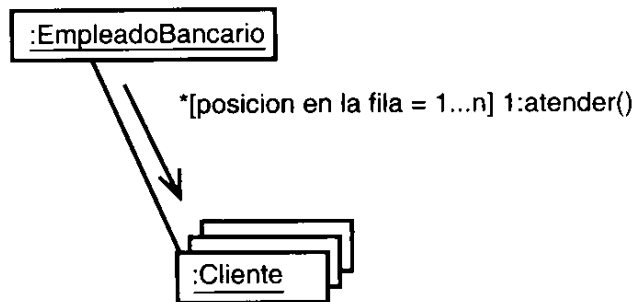 :EmpleadoBancario
*[posicion en la fila = 1...n] 1:atender()
:Cliente